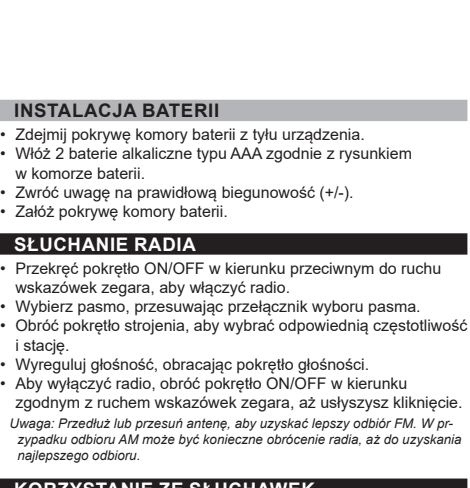 INSTALACJA BATERII
• Zdejmij pokrywę komory baterii z tyłu urządzenia.
• Włóż 2 baterie alkaliczne typu AAA zgodnie z rysunkiem
w komorze baterii.
• Zwróć uwagę na prawidłową biegunowość (+/-).
• Załóż pokrywę komory baterii.
SŁUCHANIE RADIA
• Przekręć pokrętło ON/OFF w kierunku przeciwnym do ruchu
wskazówek zegara, aby włączyć radio.
• Wybierz pasmo, przesuwając przełącznik wyboru pasma.
• Obróć pokrętło strojenia, aby wybrać odpowiednią częstotliwość
i stację.
• Wyreguluj głośność, obracając pokrętło głośności.
• Aby wyłączyć radio, obróć pokrętło ON/OFF w kierunku
zgodnym z ruchem wskazówek zegara, aż usłyszysz kliknięcie.
Uwaga: Przedłuż lub przesuń antenę, aby uzyskać lepszy odbiór FM. W pr-
zypadku odbioru AM może być konieczne obrócenie radia, aż do uzyskania
najlepszego odbioru.
KORZYSTANIE ZE SŁUCHAWEK